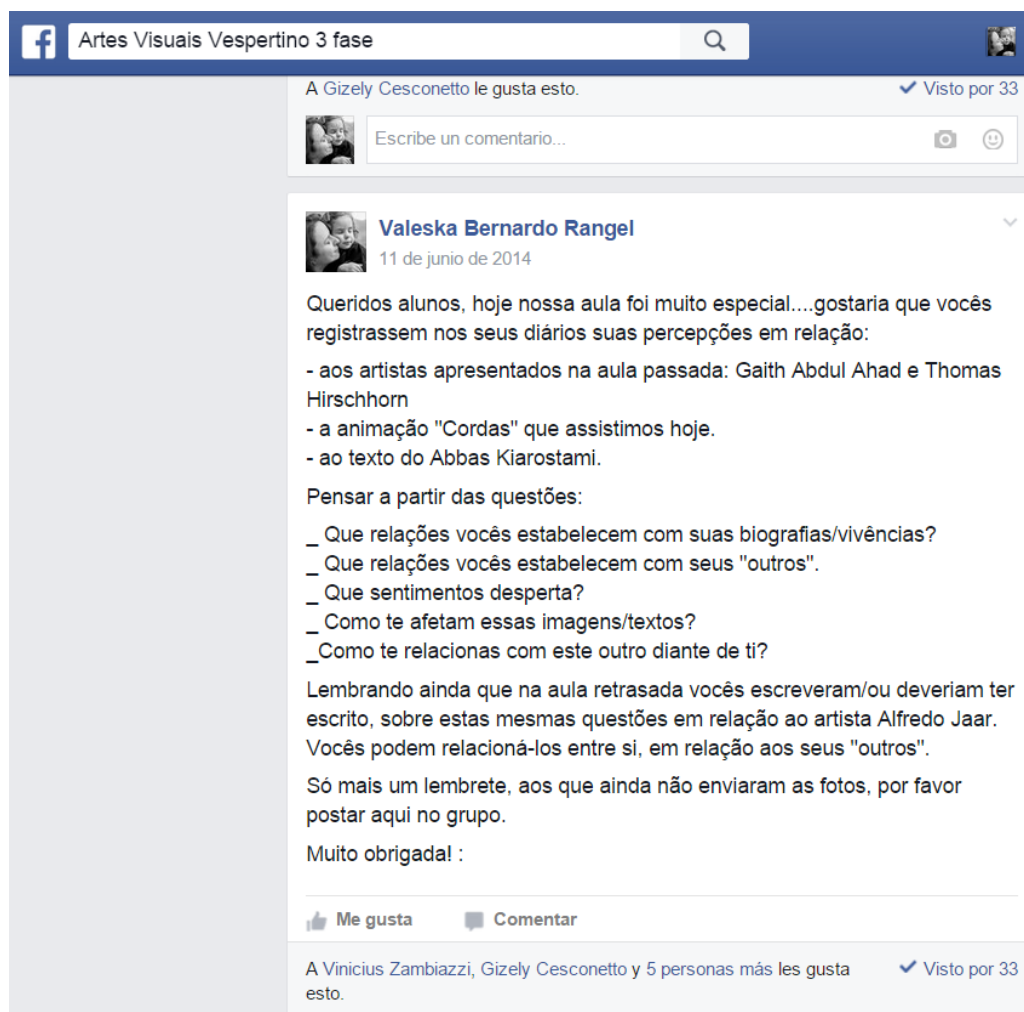 f
Artes Visuais Vespertino 3 fase
A Gizely Cesconetto le gusta esto.
Visto por 33
Escribe un comentario...
Valeska Bernardo Rangel
11 de junio de 2014
Queridos alunos, hoje nossa aula foi muito especial....gostaria que vocês
registrassem nos seus diários suas percepções em relação:
- aos artistas apresentados na aula passada: Gaith Abdul Ahad e Thomas
Hirschhorn
- a animação "Cordas" que assistimos hoje.
- ao texto do Abbas Kiarostami.
Pensar a partir das questões:
_ Que relações vocês estabelecem com suas biografias/vivências?
_ Que relações vocês estabelecem com seus "outros".
_ Que sentimentos desperta?
_ Como te afetam essas imagens/textos?
_Como te relacionas com este outro diante de ti?
Lembrando ainda que na aula retrasada vocês escreveram/ou deveriam ter
escrito, sobre estas mesmas questões em relação ao artista Alfredo Jaar.
Vocês podem relacioná-los entre si, em relação aos seus "outros".
Só mais um lembrete, aos que ainda não enviaram as fotos, por favor
postar aqui no grupo.
Muito obrigada! :
Me gusta
Comentar
A Vinicius Zambiazzi, Gizely Cesconetto y 5 personas más les gusta
esto.
Visto por 33